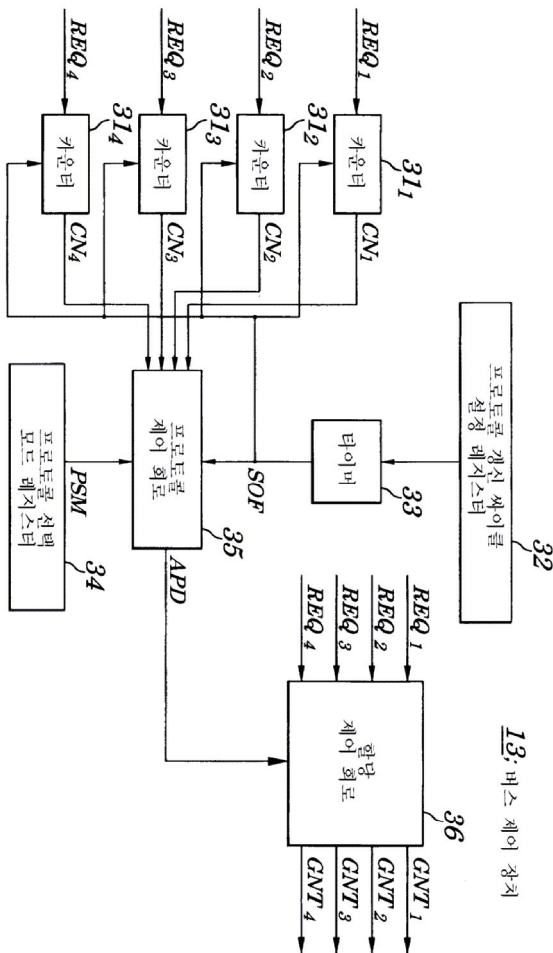 13; 버스 제어 장치
32
프로토콜 갱신 싸이클
설정 레지스터
REQ1
31₁
카운터
CN1
REQ2
31₂
카운터
CN2
REQ3
31₃
카운터
CN3
REQ4
31₄
카운터
CN4
타이머
33
SOF
프로토콜
제어 회로
35
APD
PSM
프로토콜 선택
모드 레지스터
34
REQ1
REQ2
REQ3
REQ4
할당
제어 회로
36
GNT1
GNT2
GNT3
GNT4